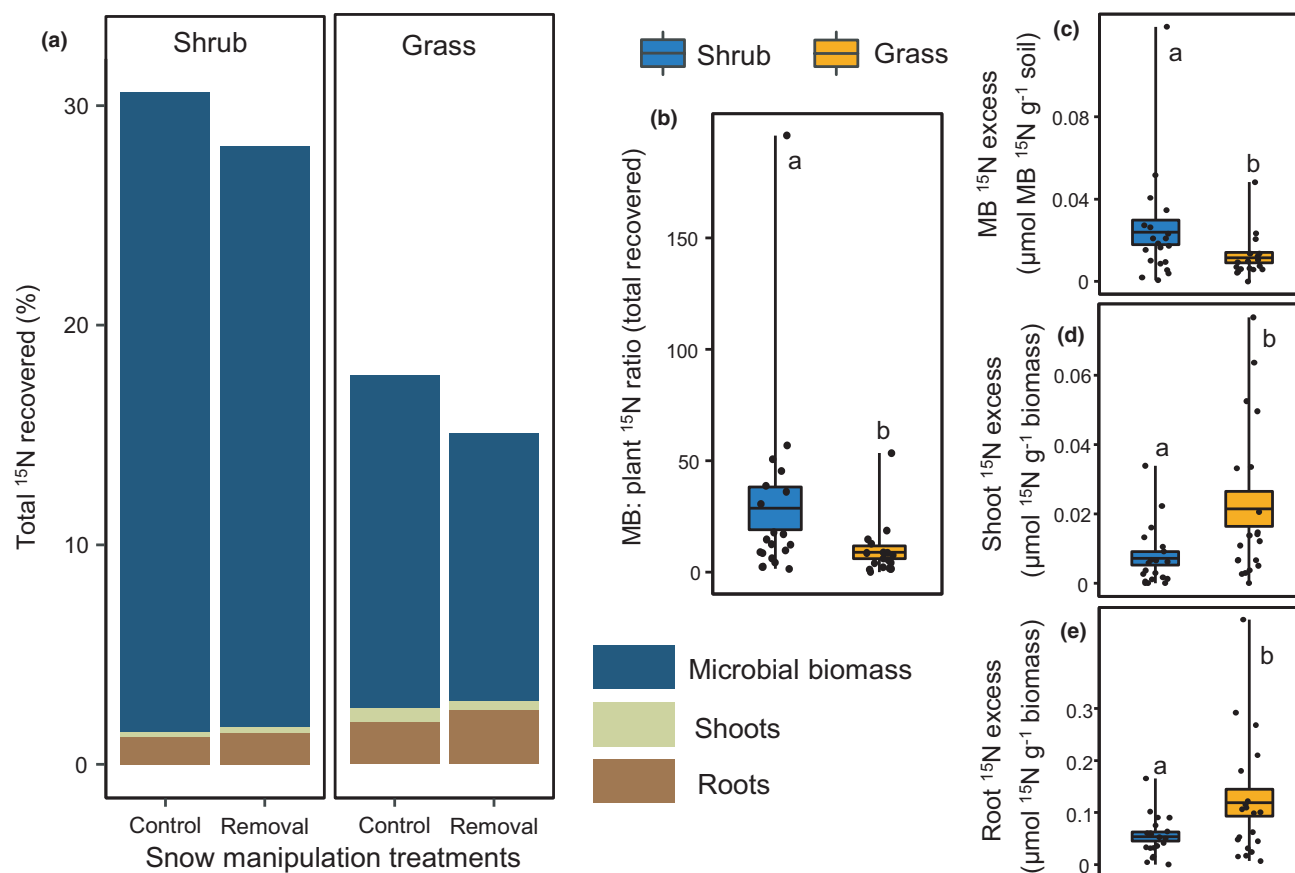 (a)
Shrub
Grass
Total ¹⁵N recovered (%)
30
20
10
0
Control
Removal
Control
Removal
Snow manipulation treatments
Shrub
Grass
(b)
MB: plant ¹⁵N ratio (total recovered)
150
100
50
0
a
b
Microbial biomass
Shoots
Roots
(c)
MB ¹⁵N excess
(µmol MB ¹⁵N g⁻¹ soil)
0.08
0.04
0
a
b
(d)
Shoot ¹⁵N excess
(µmol ¹⁵N g⁻¹ biomass)
0.06
0.04
0.02
0
a
b
(e)
Root ¹⁵N excess
(µmol ¹⁵N g⁻¹ biomass)
0.3
0.2
0.1
0
a
b